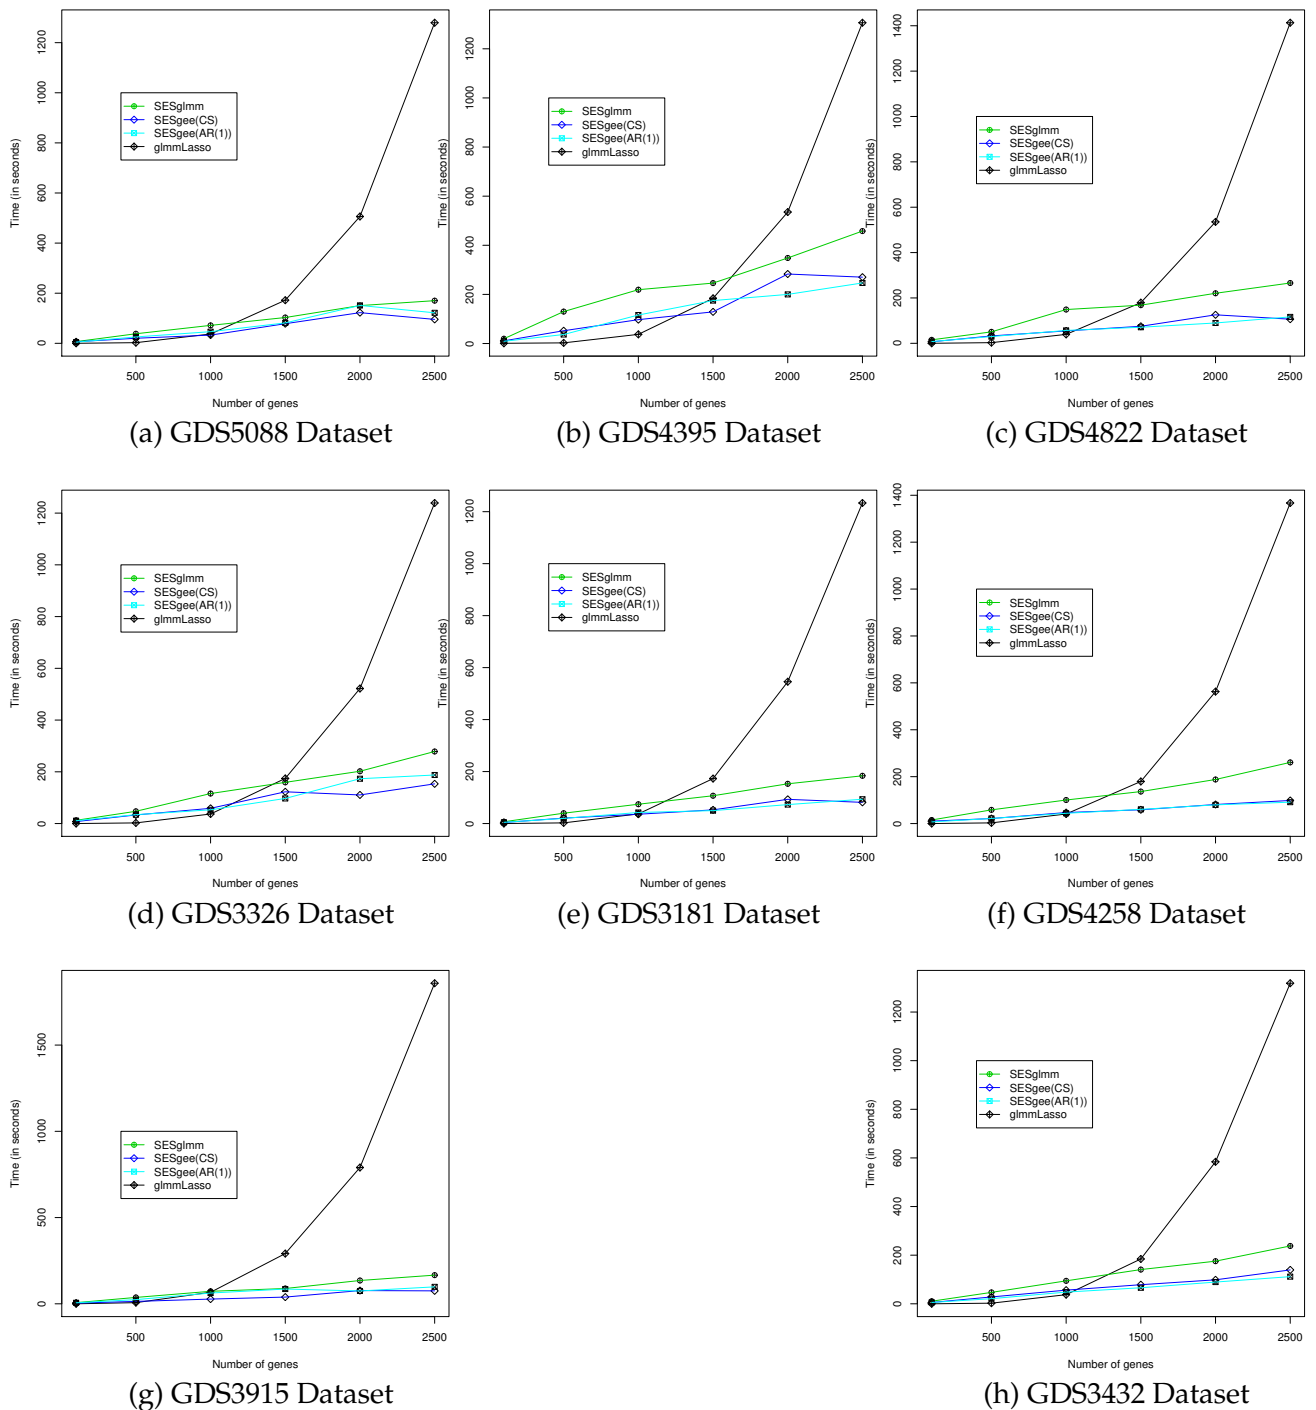 1200
1000
800
600
400
200
0
Time (in seconds)
SESglmm
SESgee(CS)
SESgee(AR(1))
glmmLasso
500 1000 1500 2000 2500
Number of genes
(a) GDS5088 Dataset
1200
1000
800
600
400
200
0
Time (in seconds)
SESglmm
SESgee(CS)
SESgee(AR(1))
glmmLasso
500 1000 1500 2000 2500
Number of genes
(b) GDS4395 Dataset
1400
1200
1000
800
600
400
200
0
Time (in seconds)
SESglmm
SESgee(CS)
SESgee(AR(1))
glmmLasso
500 1000 1500 2000 2500
Number of genes
(c) GDS4822 Dataset
1200
1000
800
600
400
200
0
Time (in seconds)
SESglmm
SESgee(CS)
SESgee(AR(1))
glmmLasso
500 1000 1500 2000 2500
Number of genes
(d) GDS3326 Dataset
1200
1000
800
600
400
200
0
Time (in seconds)
SESglmm
SESgee(CS)
SESgee(AR(1))
glmmLasso
500 1000 1500 2000 2500
Number of genes
(e) GDS3181 Dataset
1400
1200
1000
800
600
400
200
0
Time (in seconds)
SESglmm
SESgee(CS)
SESgee(AR(1))
glmmLasso
500 1000 1500 2000 2500
Number of genes
(f) GDS4258 Dataset
1500
1000
500
0
Time (in seconds)
SESglmm
SESgee(CS)
SESgee(AR(1))
glmmLasso
500 1000 1500 2000 2500
Number of genes
(g) GDS3915 Dataset
1200
1000
800
600
400
200
0
Time (in seconds)
SESglmm
SESgee(CS)
SESgee(AR(1))
glmmLasso
500 1000 1500 2000 2500
Number of genes
(h) GDS3432 Dataset